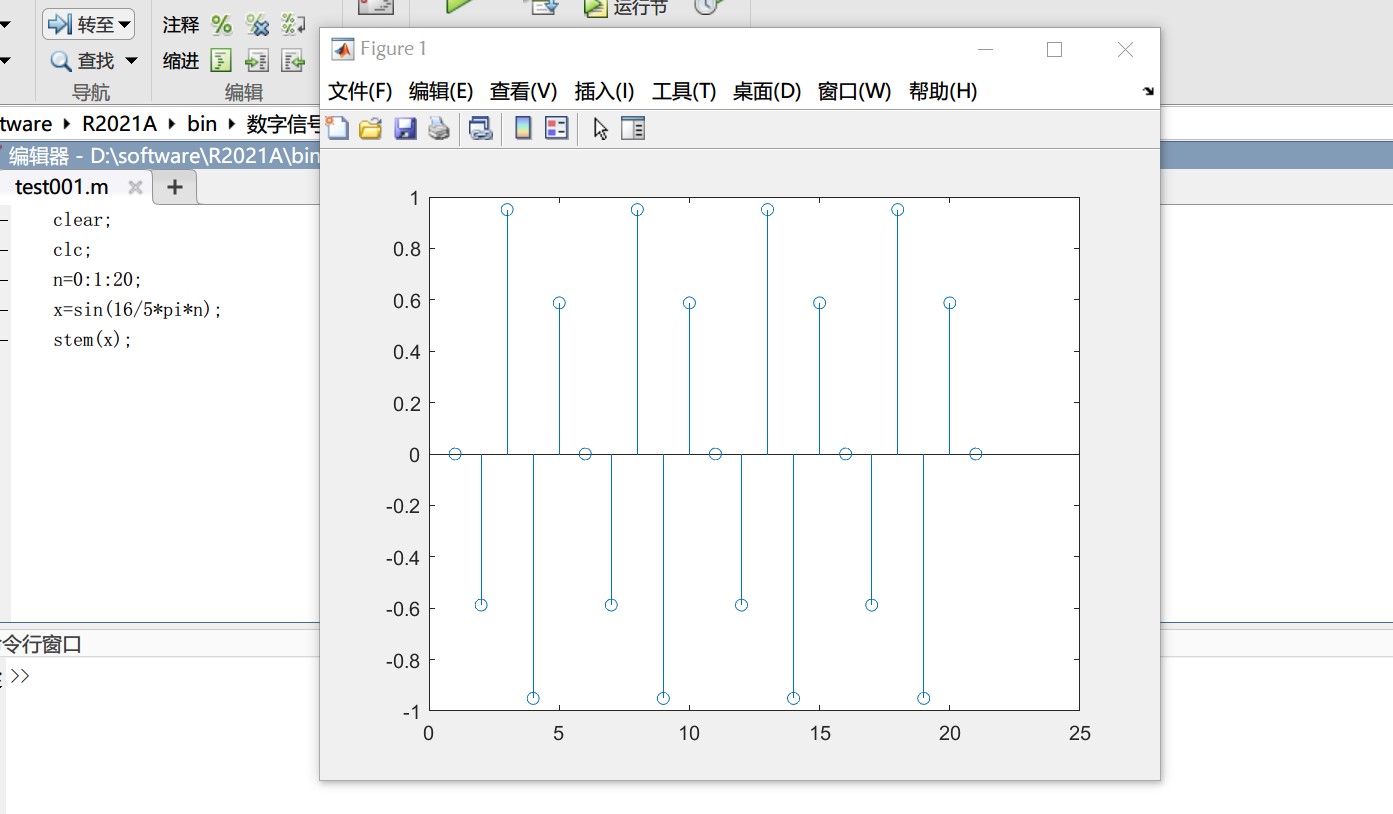 转至
注释
运行节
查找
缩进
导航
编辑
Figure 1
文件(F) 编辑(E) 查看(V) 插入(I) 工具(T) 桌面(D) 窗口(W) 帮助(H)
tware R2021A bin 数字信号
编辑器 - D:\software\R2021A\bin
test001.m
clear;
clc;
n=0:1:20;
x=sin(16/5*pi*n);
stem(x);
1
0.8
0.6
0.4
0.2
0
-0.2
-0.4
-0.6
-0.8
-1
0 5 10 15 20 25
令行窗口
>>